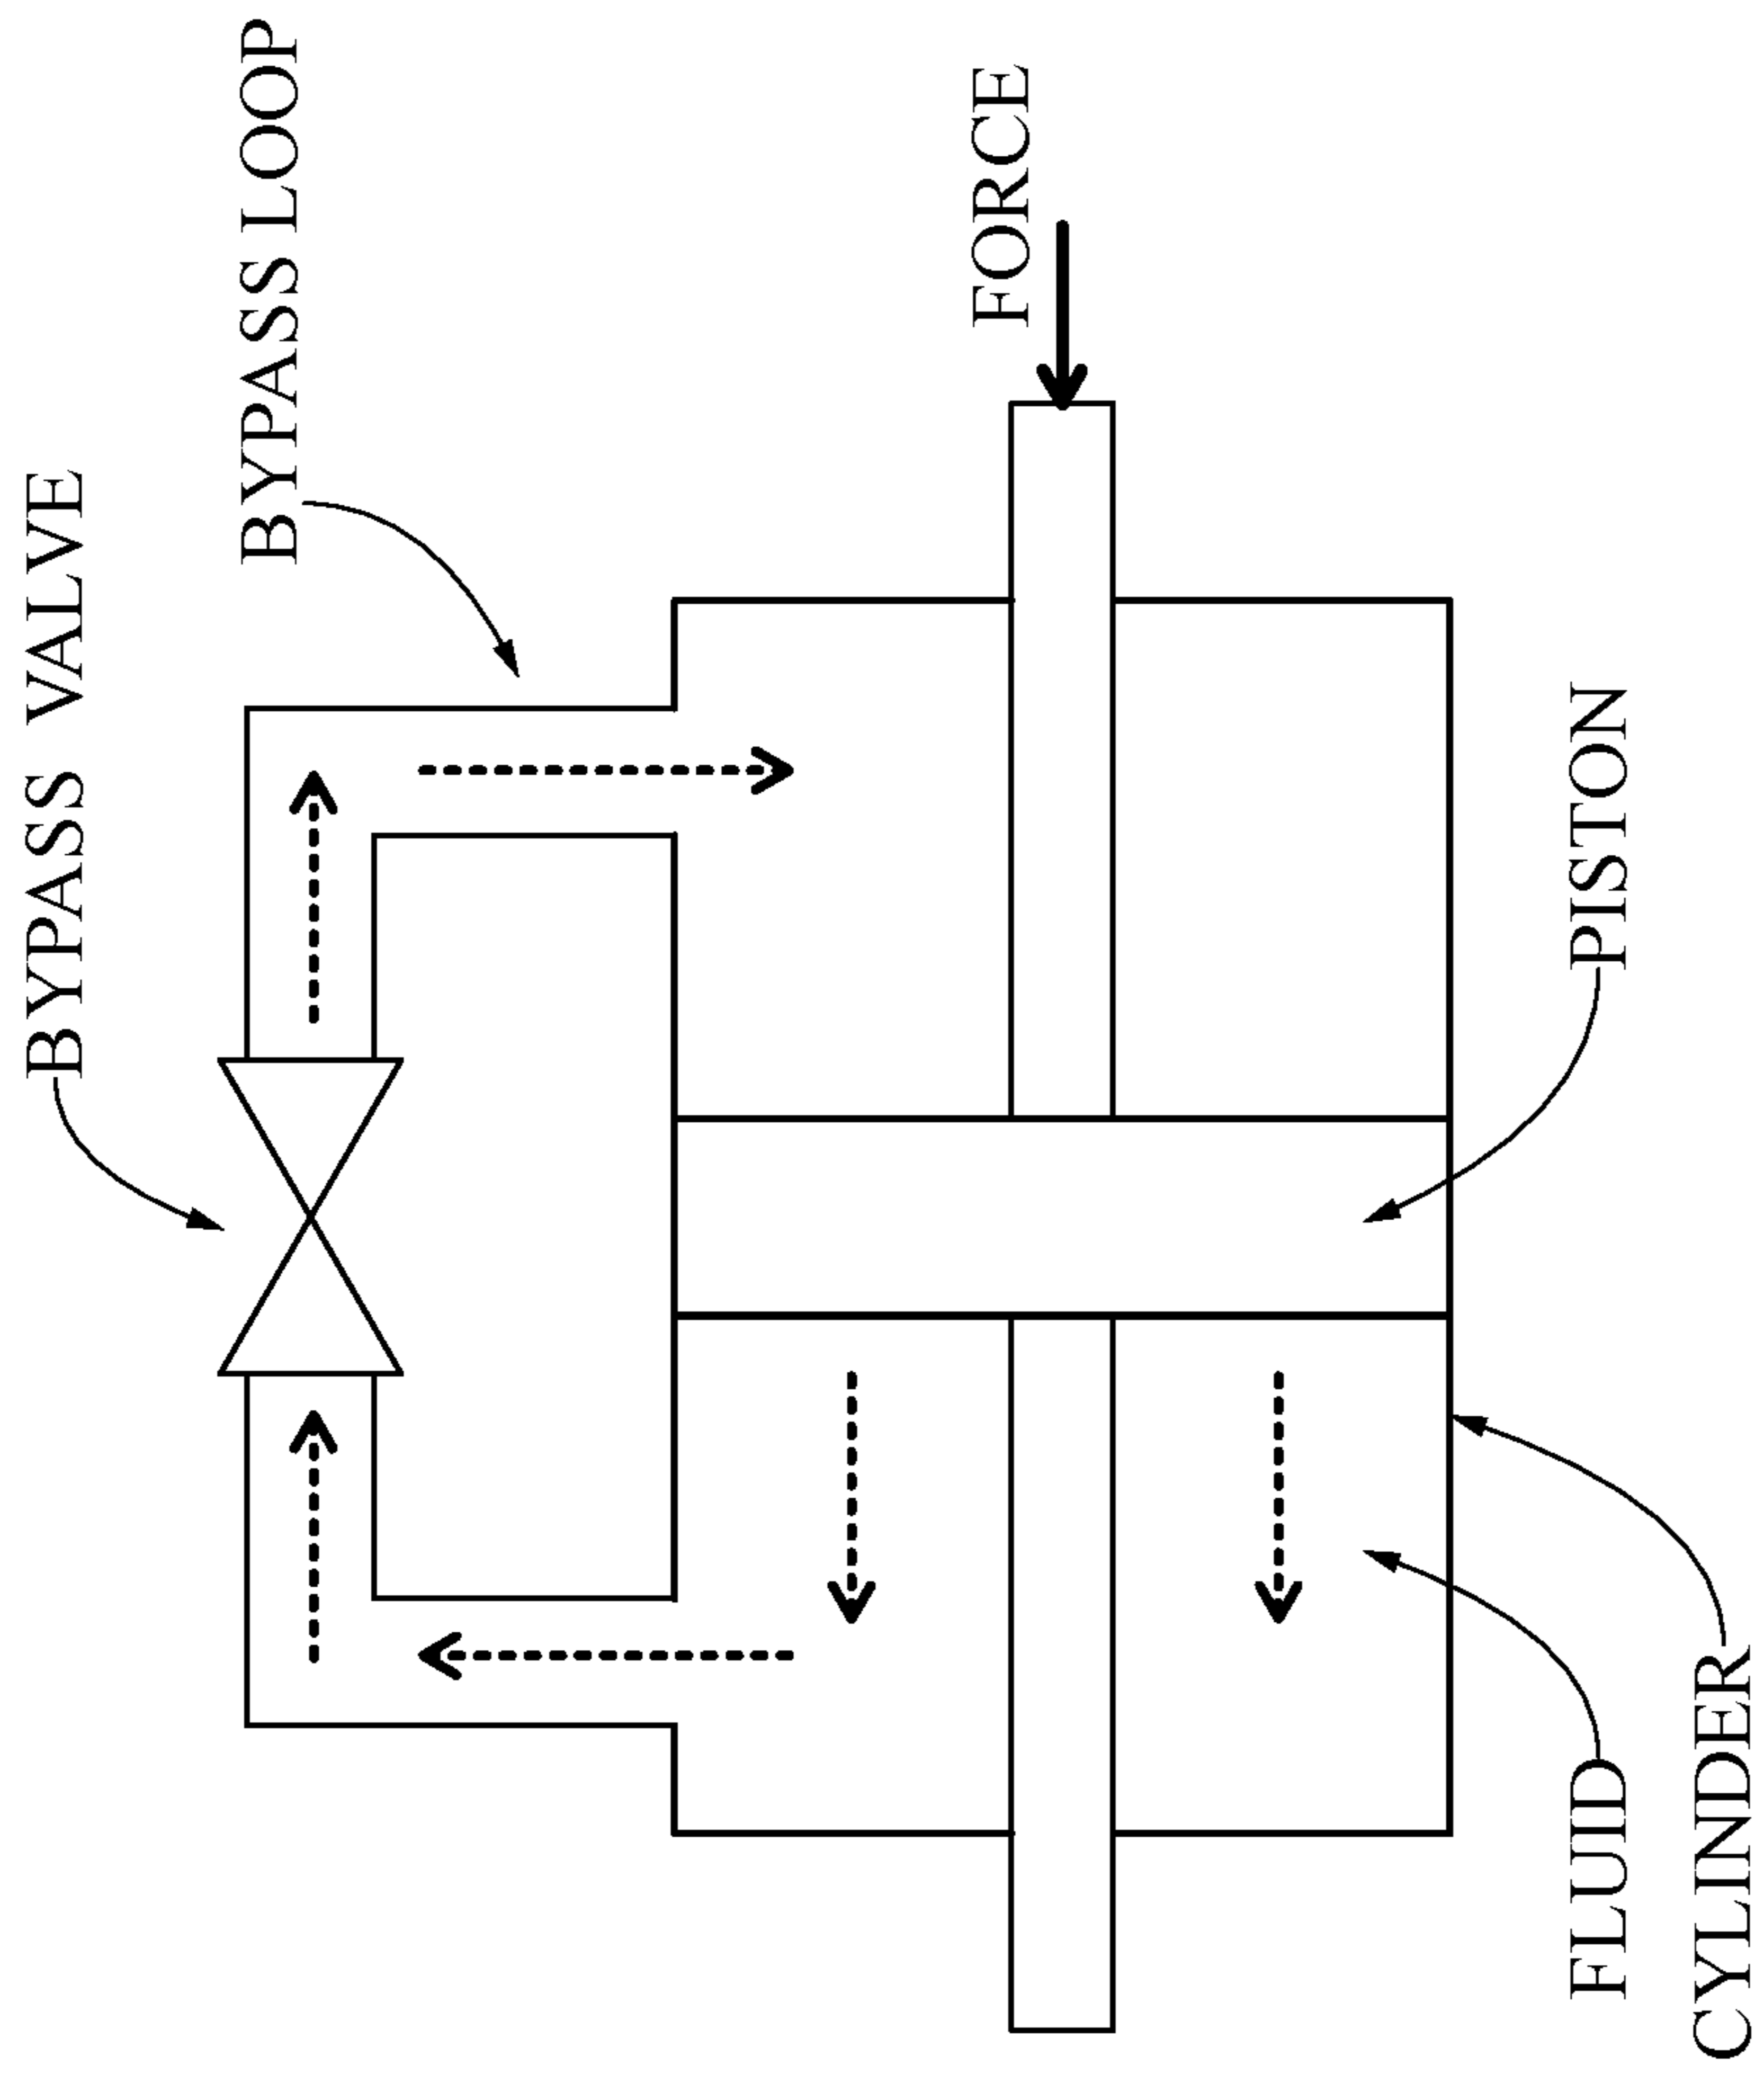 BYPASS VALVE
BYPASS LOOP
FORCE
PISTON
FLUID
CYLINDER